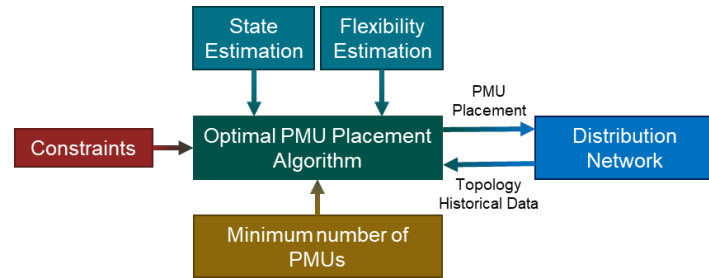 State
Estimation
Flexibility
Estimation
PMU
Placement
Constraints
Optimal PMU Placement
Algorithm
Distribution
Network
Topology
Historical Data
Minimum number of
PMUs